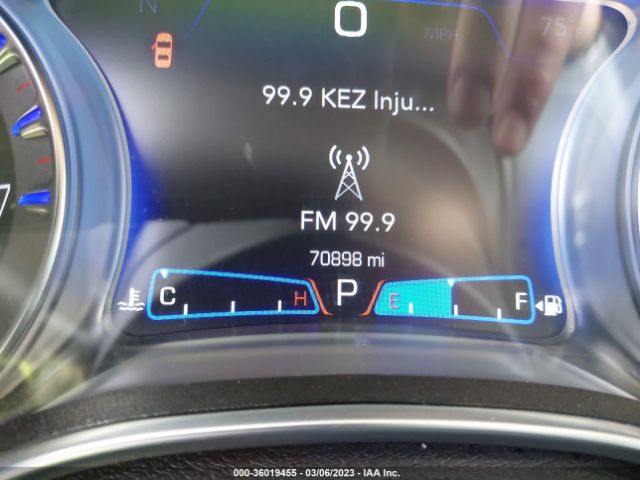 N
0
MPH
75°
99.9 KEZ Inju...
FM 99.9
70898 mi
C H P E F
7
000-36019455 - 03/06/2023 - IAA Inc.